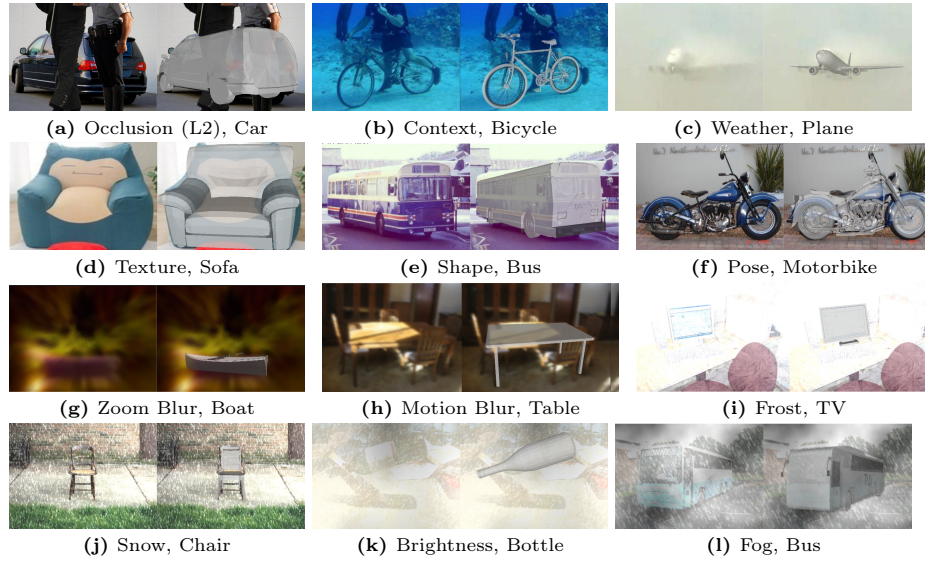 (a) Occlusion (L2), Car
(b) Context, Bicycle
(c) Weather, Plane
(d) Texture, Sofa
(e) Shape, Bus
(f) Pose, Motorbike
(g) Zoom Blur, Boat
(h) Motion Blur, Table
(i) Frost, TV
(j) Snow, Chair
(k) Brightness, Bottle
(l) Fog, Bus